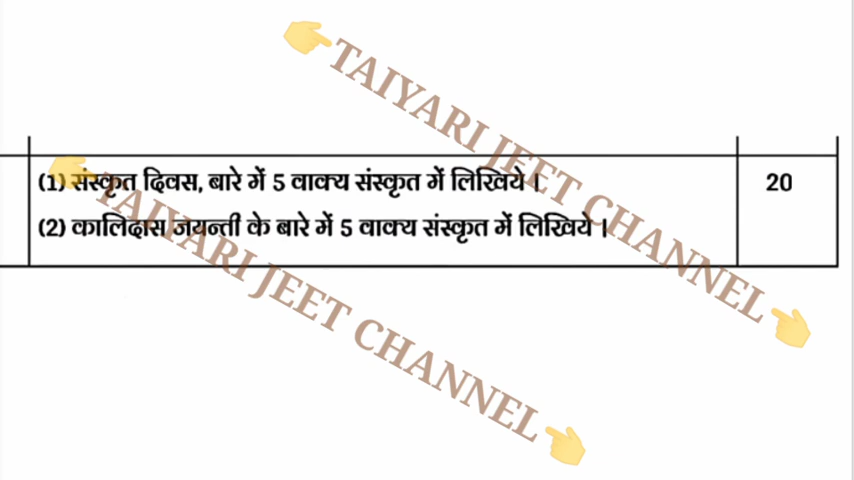 👉TAIYARI JEET CHANNEL👈
(1) संस्कृत दिवस, बारे में 5 वाक्य संस्कृत में लिखिये ।
20
(2) कालिदास जयन्ती के बारे में 5 वाक्य संस्कृत में लिखिये ।
👉TAIYARI JEET CHANNEL👈